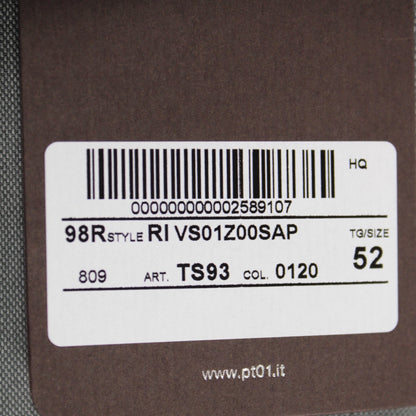 HQ
000000000002589107
98R STYLE RI VS01Z00SAP TG/SIZE
809 ART. TS93 COL. 0120 52
www.pt01.it